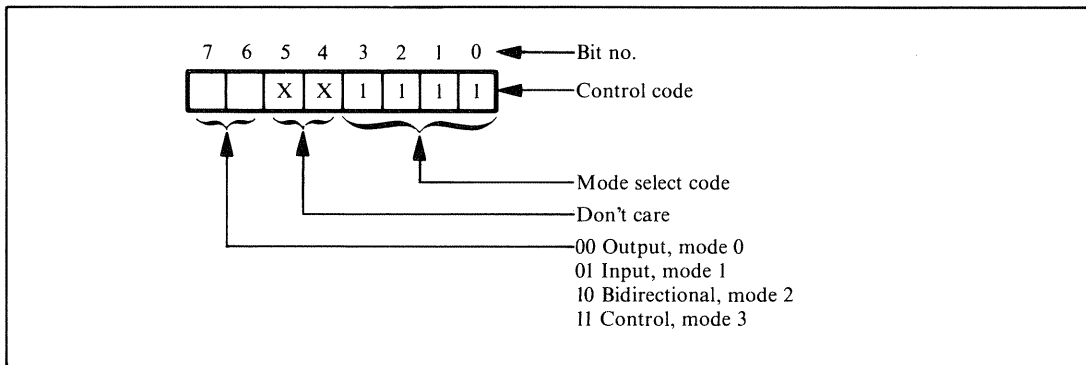 7 6 5 4 3 2 1 0 Bit no.
X X 1 1 1 1 Control code
Mode select code
Don't care
00 Output, mode 0
01 Input, mode 1
10 Bidirectional, mode 2
11 Control, mode 3